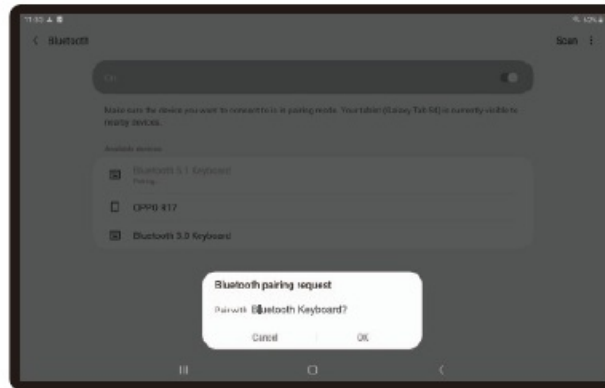 Bluetooth
Scan
On
Make sure the device you want to connect to is in pairing mode. Your tablet (Galaxy Tab S6) is currently visible to
nearby devices.
Available devices
Bluetooth 5.1 Keyboard
Pairing...
OPPO R17
Bluetooth 3.0 Keyboard
Bluetooth pairing request
Pair with Bluetooth Keyboard?
Cancel
OK